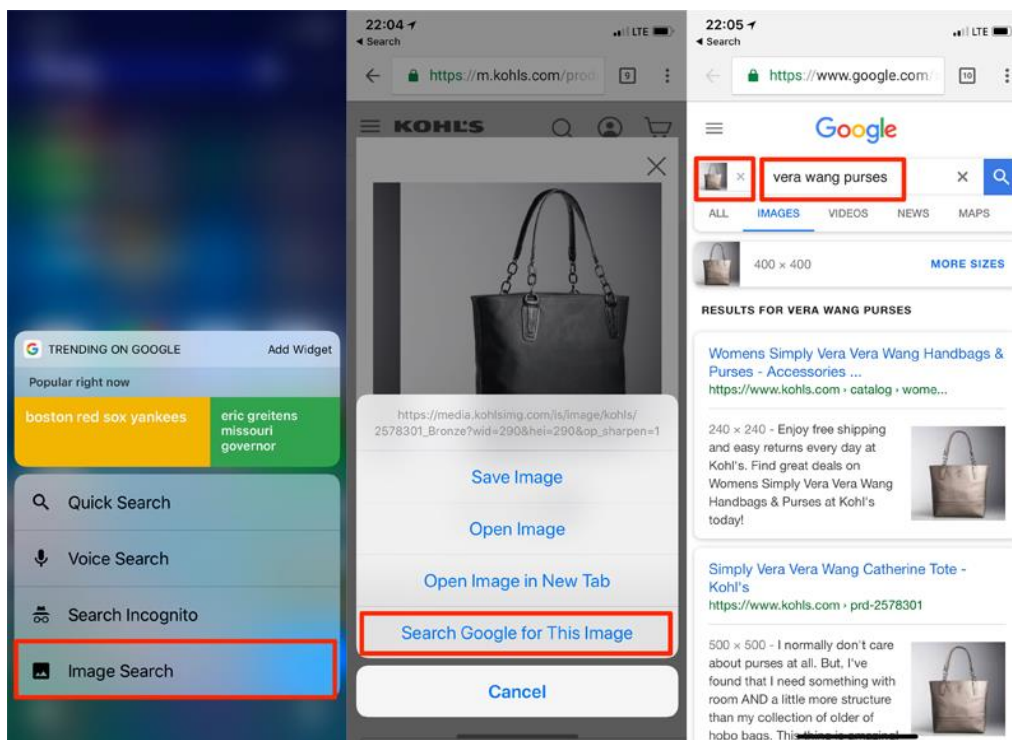 TRENDING ON GOOGLE Add Widget
Popular right now
boston red sox yankees
eric greitens
missouri
governor
Quick Search
Voice Search
Search Incognito
Image Search
22:04
LTE
Search
https://m.kohls.com/prod
9
KOHL'S
https://media.kohlsimg.com/is/image/kohls/
2578301_Bronze?wid=290&hei=290&op_sharpen=1
Save Image
Open Image
Open Image in New Tab
Search Google for This Image
Cancel
22:05
LTE
Search
https://www.google.com/
10
Google
vera wang purses
ALL IMAGES VIDEOS NEWS MAPS
400 × 400 MORE SIZES
RESULTS FOR VERA WANG PURSES
Womens Simply Vera Vera Wang Handbags &
Purses - Accessories ...
https://www.kohls.com › catalog › wome...
240 × 240 - Enjoy free shipping
and easy returns every day at
Kohl's. Find great deals on
Womens Simply Vera Vera Wang
Handbags & Purses at Kohl's
today!
Simply Vera Vera Wang Catherine Tote -
Kohl's
https://www.kohls.com › prd-2578301
500 × 500 - I normally don't care
about purses at all. But, I've
found that I need something with
room AND a little more structure
than my collection of older of
hobo bags. This thing is amazing!